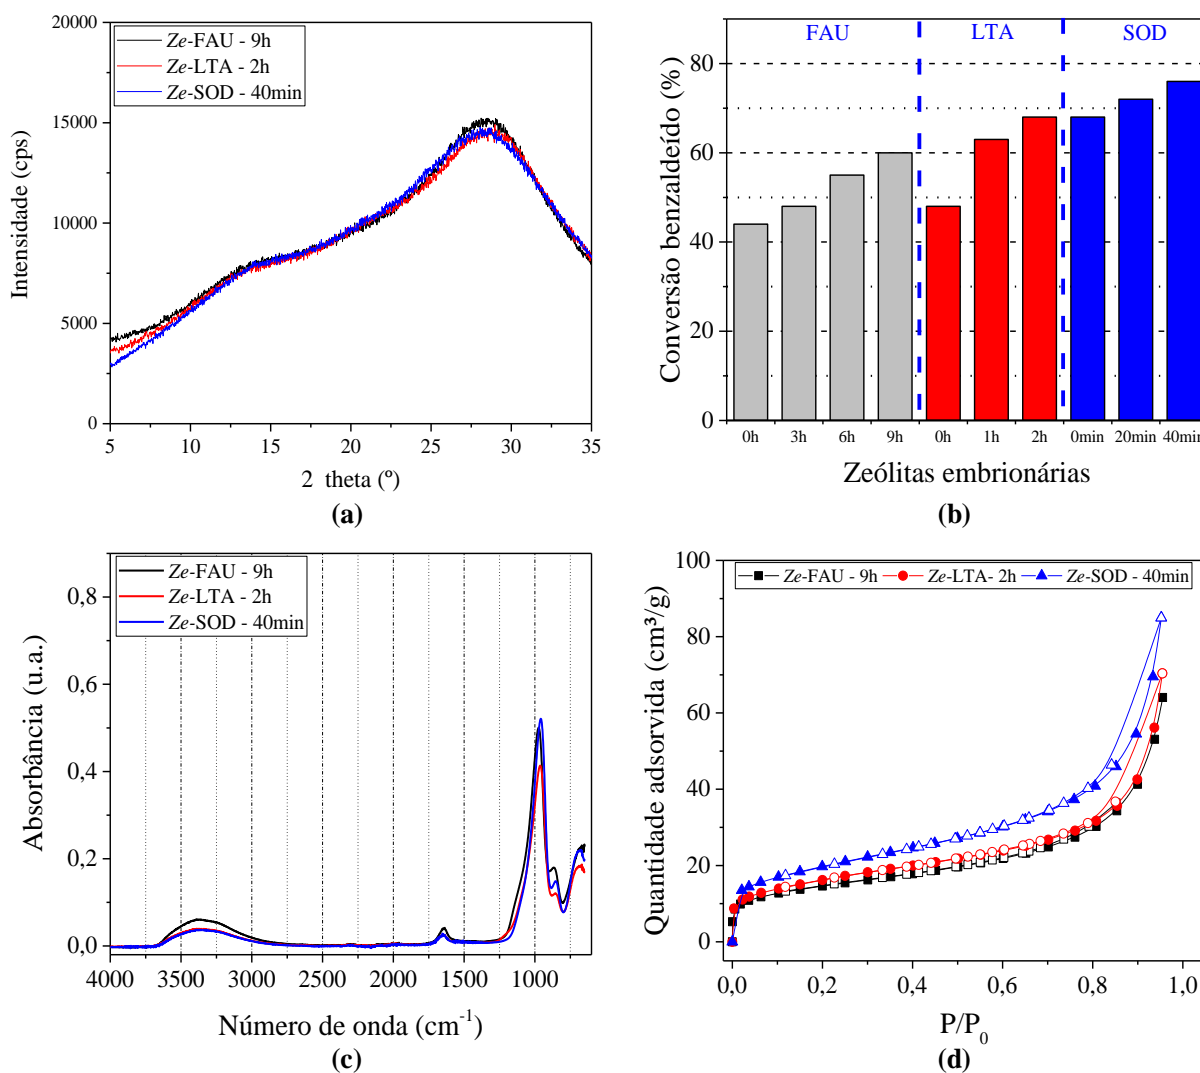 20000
15000
10000
5000
0
Intensidade (cps)
Ze-FAU - 9h
Ze-LTA - 2h
Ze-SOD - 40min
5 10 15 20 25 30 35
2 theta (º)
(a)
FAU LTA SOD
80
60
40
20
0
Conversão benzaldeído (%)
0h 3h 6h 9h 0h 1h 2h 0min 20min 40min
Zeólitas embrionárias
(b)
0,8
0,6
0,4
0,2
0,0
Absorbância (u.a.)
Ze-FAU - 9h
Ze-LTA - 2h
Ze-SOD - 40min
4000 3500 3000 2500 2000 1500 1000
Número de onda (cm-1)
(c)
100
80
60
40
20
0
Quantidade adsorvida (cm³/g)
Ze-FAU - 9h Ze-LTA- 2h Ze-SOD - 40min
0,0 0,2 0,4 0,6 0,8 1,0
P/P0
(d)